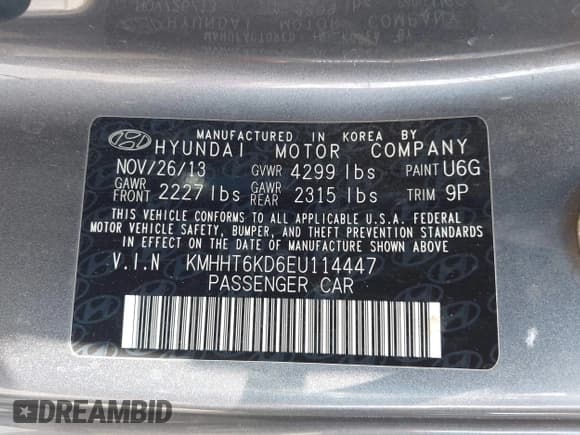 MANUFACTURED IN KOREA BY
HYUNDAI MOTOR COMPANY
NOV/26/13 GVWR 4299 lbs PAINT U6G
GAWR FRONT 2227 lbs GAWR REAR 2315 lbs TRIM 9P
THIS VEHICLE CONFORMS TO ALL APPLICABLE U.S.A. FEDERAL
MOTOR VEHICLE SAFETY, BUMPER, AND THEFT PREVENTION STANDARDS
IN EFFECT ON THE DATE OF MANUFACTURE SHOWN ABOVE
V.I.N KMHHT6KD6EU114447
PASSENGER CAR
DREAMBID